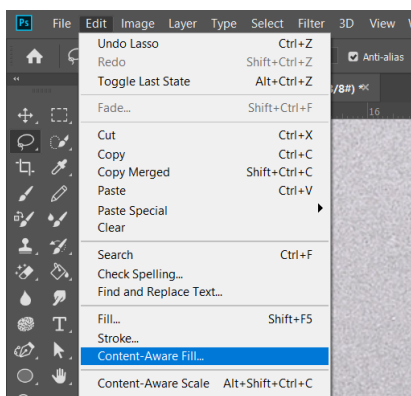 Ps File Edit Image Layer Type Select Filter 3D View
Anti-alias
Undo Lasso Ctrl+Z
Redo Shift+Ctrl+Z
Toggle Last State Alt+Ctrl+Z
/8#)
Fade... Shift+Ctrl+F
16
Cut Ctrl+X
Copy Ctrl+C
Copy Merged Shift+Ctrl+C
Paste Ctrl+V
Paste Special
Clear
Search Ctrl+F
Check Spelling...
Find and Replace Text...
Fill... Shift+F5
Stroke...
Content-Aware Fill...
Content-Aware Scale Alt+Shift+Ctrl+C